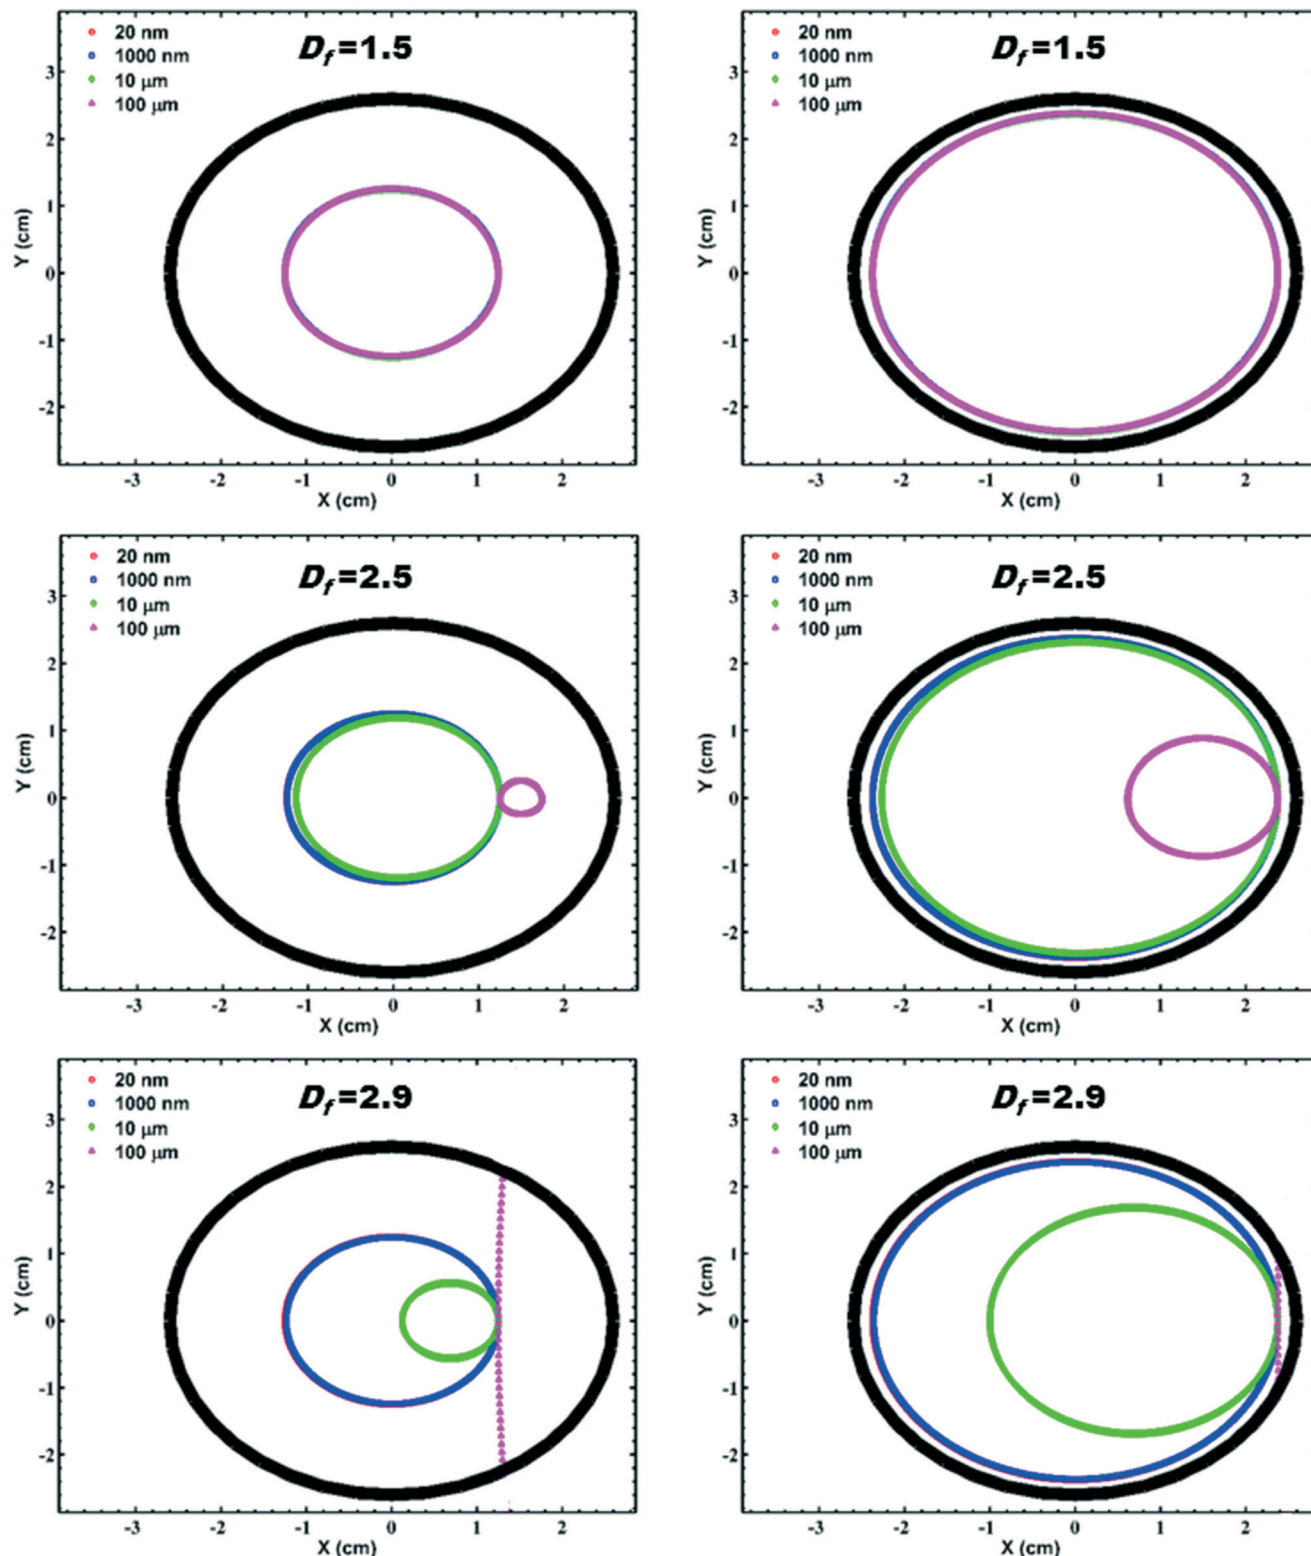 20 nm
1000 nm
10 μm
100 μm
D_f=1.5
Y (cm)
3
2
1
0
-1
-2
-3 -2 -1 0 1 2
X (cm)
20 nm
1000 nm
10 μm
100 μm
D_f=1.5
Y (cm)
3
2
1
0
-1
-2
-3 -2 -1 0 1 2
X (cm)
20 nm
1000 nm
10 μm
100 μm
D_f=2.5
Y (cm)
3
2
1
0
-1
-2
-3 -2 -1 0 1 2
X (cm)
20 nm
1000 nm
10 μm
100 μm
D_f=2.5
Y (cm)
3
2
1
0
-1
-2
-3 -2 -1 0 1 2
X (cm)
20 nm
1000 nm
10 μm
100 μm
D_f=2.9
Y (cm)
3
2
1
0
-1
-2
-3 -2 -1 0 1 2
X (cm)
20 nm
1000 nm
10 μm
100 μm
D_f=2.9
Y (cm)
3
2
1
0
-1
-2
-3 -2 -1 0 1 2
X (cm)